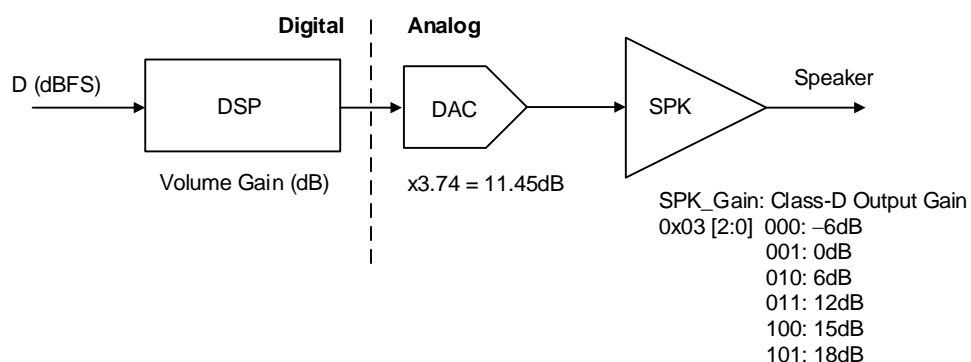 Digital
Analog
D (dBFS)
DSP
DAC
SPK
Speaker
Volume Gain (dB)
x3.74 = 11.45dB
SPK_Gain: Class-D Output Gain
0x03 [2:0] 000: –6dB
001: 0dB
010: 6dB
011: 12dB
100: 15dB
101: 18dB